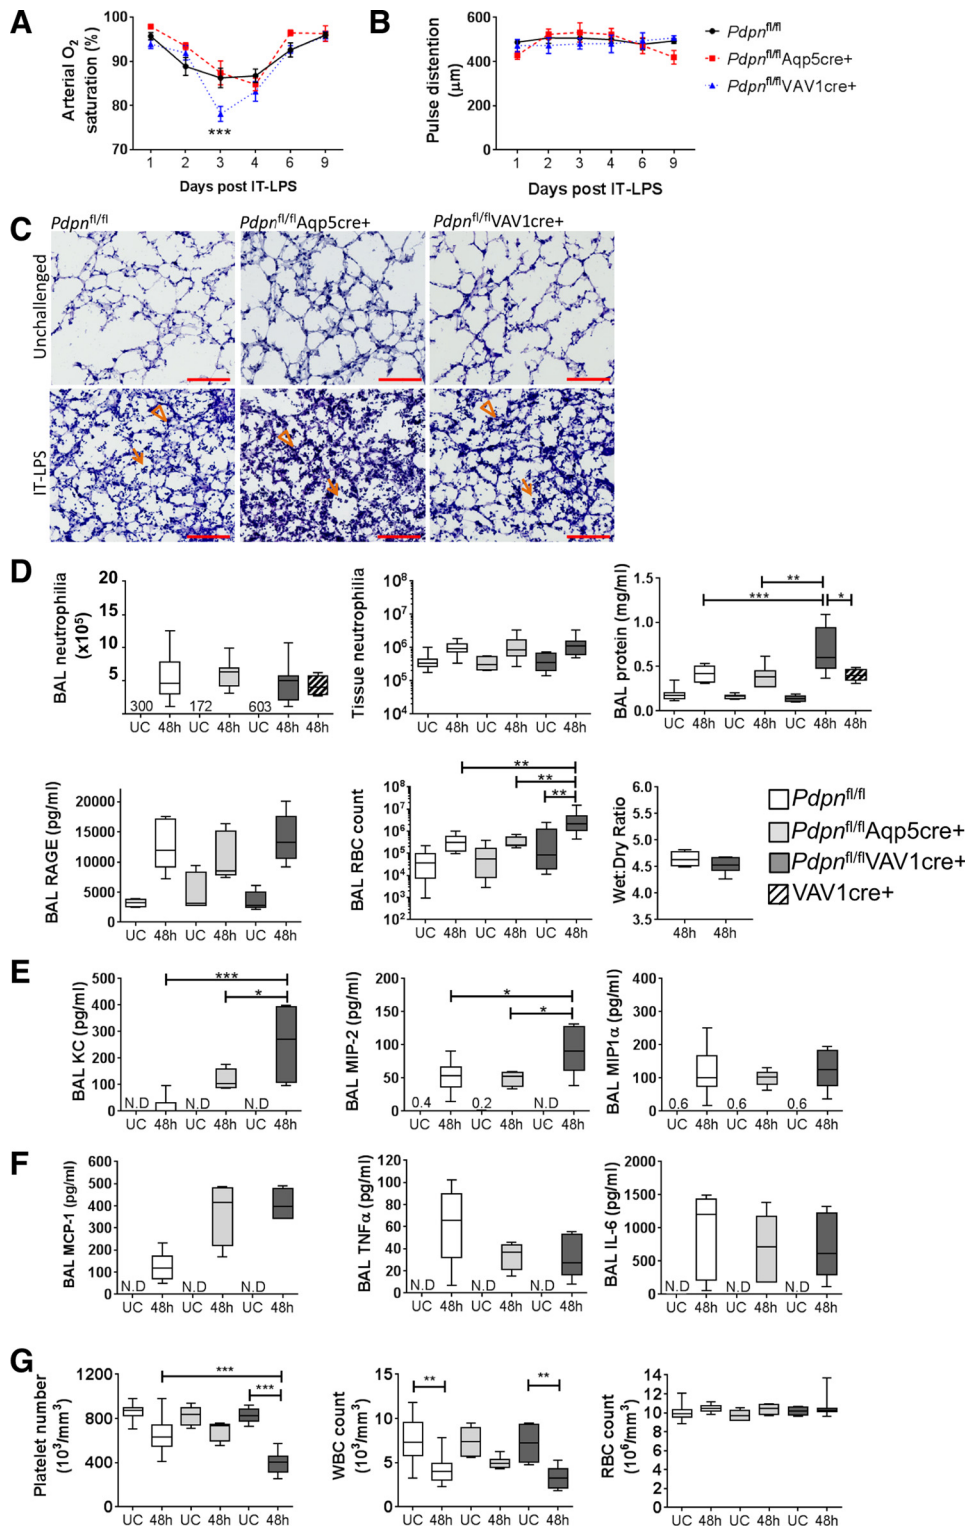 A
Arterial O2
saturation (%)
100
90
80
70
***
1 2 3 4 6 9
Days post IT-LPS
B
Pulse distention
(µm)
600
400
200
0
1 2 3 4 6 9
Days post IT-LPS
Pdpnfl/fl
Pdpnfl/flAqp5cre+
Pdpnfl/flVAV1cre+
C
Pdpnfl/fl
Pdpnfl/flAqp5cre+
Pdpnfl/flVAV1cre+
Unchallenged
IT-LPS
D
BAL neutrophilia
(x10⁵)
20
15
10
5
300 172 603
UC 48h UC 48h UC 48h 48h
Tissue neutrophilia
10⁸
10⁷
10⁶
10⁵
10⁴
UC 48h UC 48h UC 48h
BAL protein (mg/ml)
1.5
1.0
0.5
0.0
**
*** *
UC 48h UC 48h UC 48h 48h
BAL RAGE (pg/ml)
20000
15000
10000
5000
0
UC 48h UC 48h UC 48h
BAL RBC count
10⁸
10⁷
10⁶
10⁵
10⁴
10³
10²
**
**
**
UC 48h UC 48h UC 48h
Wet:Dry Ratio
6.0
5.5
5.0
4.5
4.0
3.5
48h 48h
Pdpnfl/fl
Pdpnfl/flAqp5cre+
Pdpnfl/flVAV1cre+
VAV1cre+
E
BAL KC (pg/ml)
500
400
300
200
100
0
***
*
N.D N.D N.D
UC 48h UC 48h UC 48h
BAL MIP-2 (pg/ml)
200
150
100
50
0
*
*
0.4 0.2 N.D
UC 48h UC 48h UC 48h
BAL MIP1α (pg/ml)
400
300
200
100
0
0.6 0.6 0.6
UC 48h UC 48h UC 48h
F
BAL MCP-1 (pg/ml)
600
500
400
300
200
100
0
N.D N.D N.D
UC 48h UC 48h UC 48h
BAL TNFα (pg/ml)
120
100
80
60
40
20
0
N.D N.D N.D
UC 48h UC 48h UC 48h
BAL IL-6 (pg/ml)
2000
1500
1000
500
0
N.D N.D N.D
UC 48h UC 48h UC 48h
G
Platelet number
(10³/mm³)
1200
800
400
0
***
***
UC 48h UC 48h UC 48h
WBC count
(10³/mm³)
15
10
5
0
** **
UC 48h UC 48h UC 48h
RBC count
(10⁶/mm³)
14
12
10
8
6
4
2
0
UC 48h UC 48h UC 48h